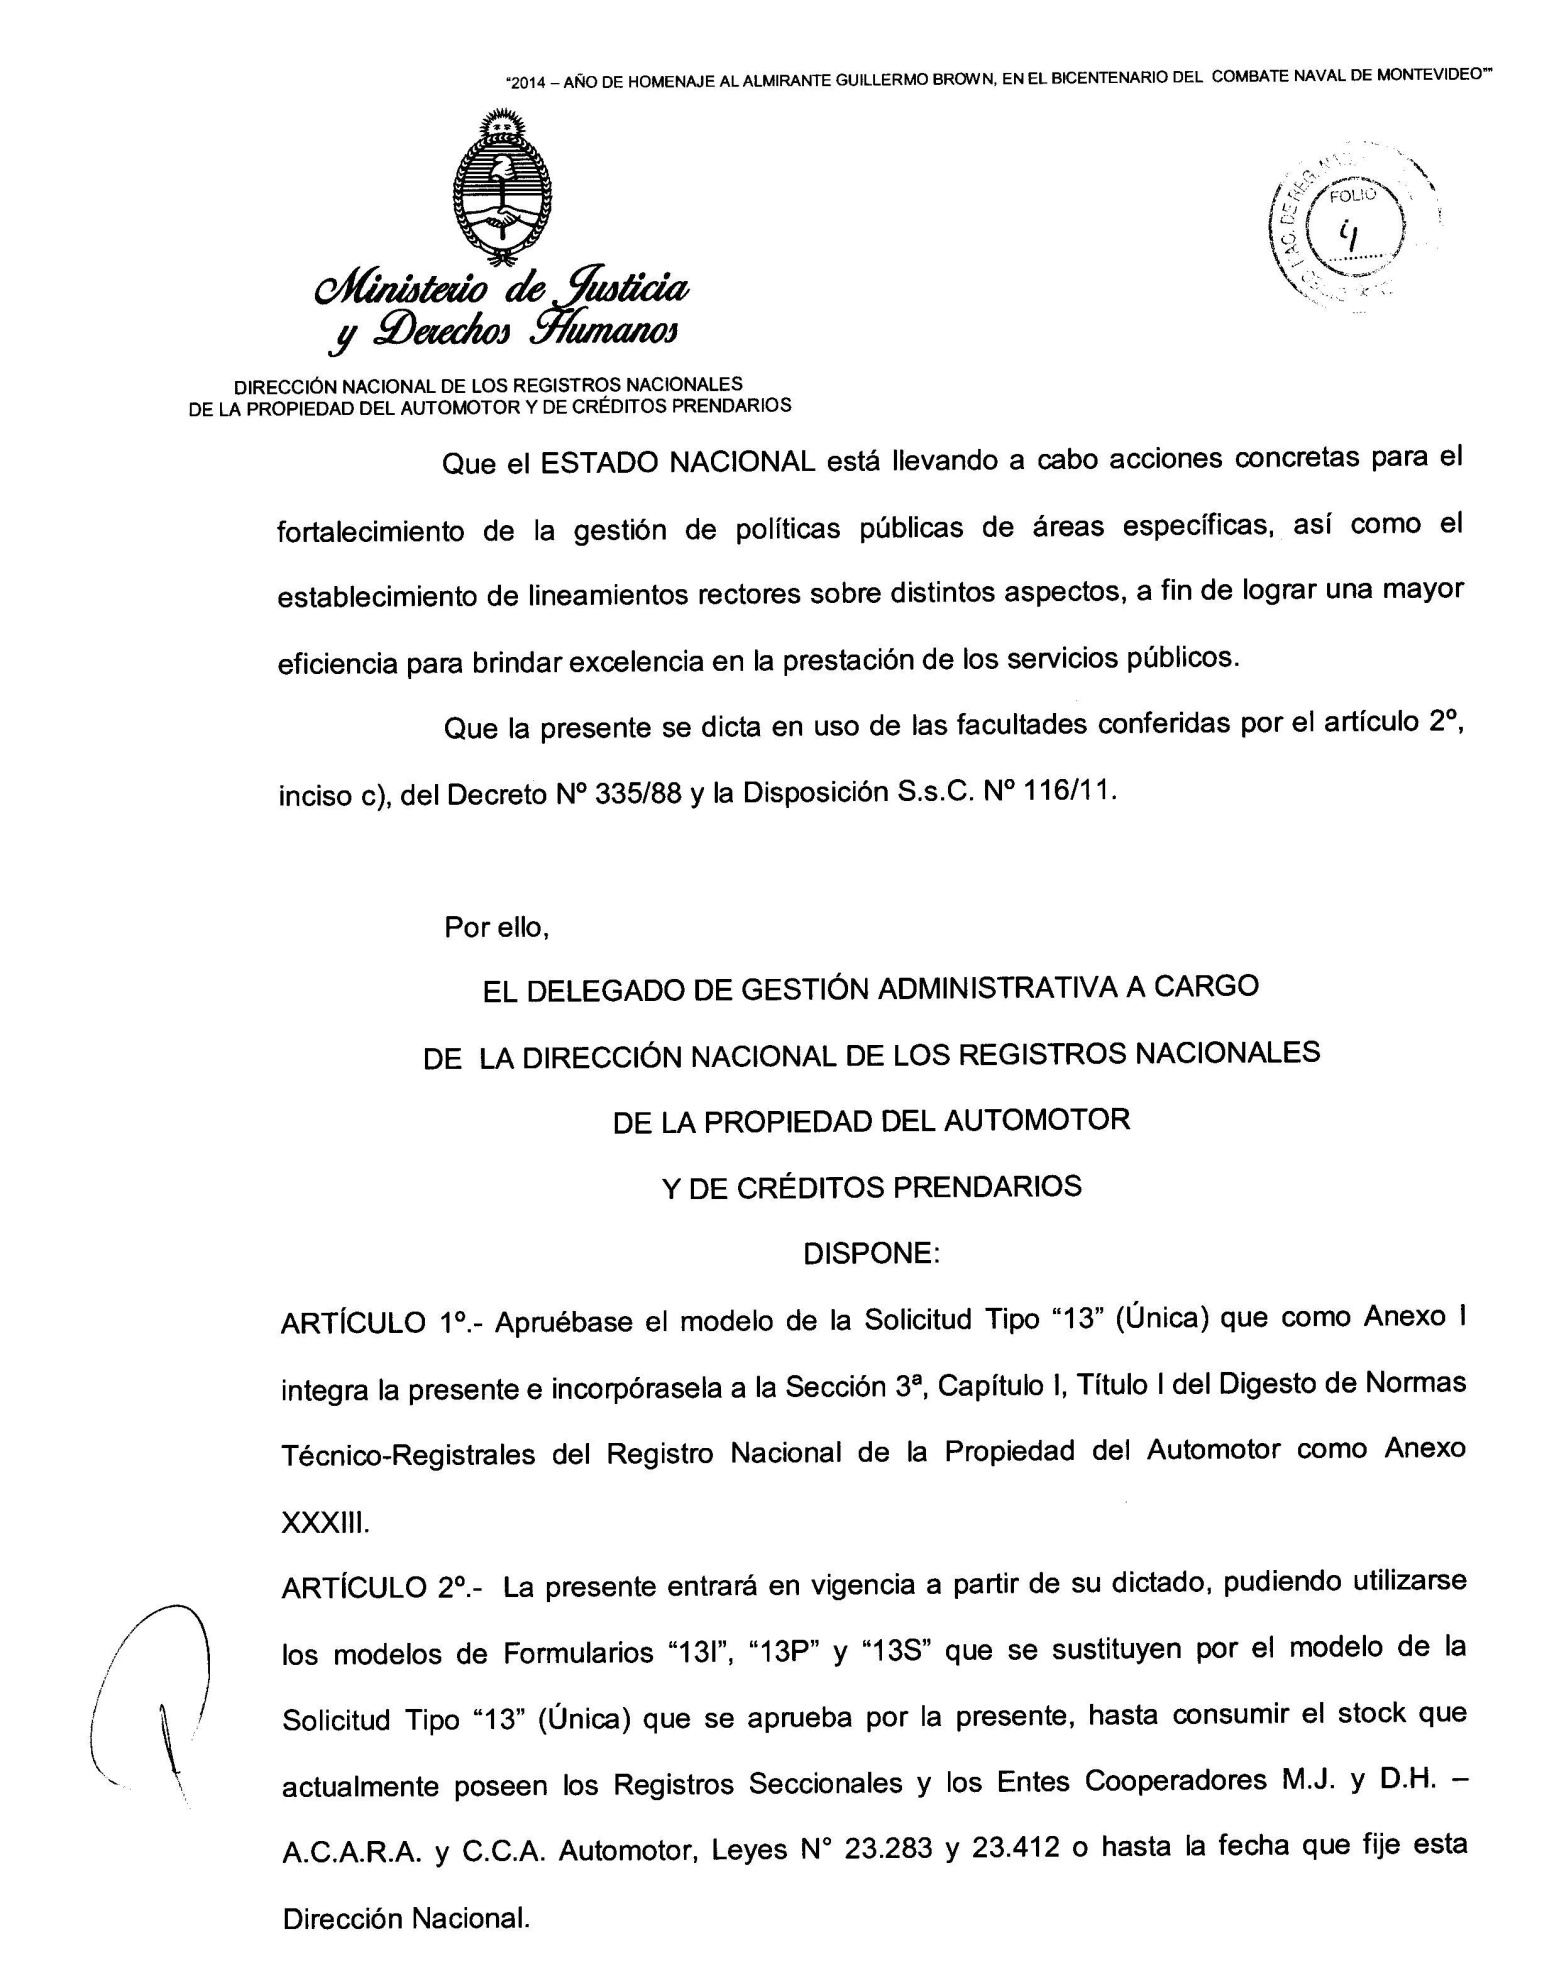 "2014 – AÑO DE HOMENAJE AL ALMIRANTE GUILLERMO BROWN, EN EL BICENTENARIO DEL COMBATE NAVAL DE MONTEVIDEO""
FOLIO
4
AC. DE REG.
Ministerio de Justicia
y Derechos Humanos
DIRECCIÓN NACIONAL DE LOS REGISTROS NACIONALES
DE LA PROPIEDAD DEL AUTOMOTOR Y DE CRÉDITOS PRENDARIOS
Que el ESTADO NACIONAL está llevando a cabo acciones concretas para el
fortalecimiento de la gestión de políticas públicas de áreas específicas, así como el
establecimiento de lineamientos rectores sobre distintos aspectos, a fin de lograr una mayor
eficiencia para brindar excelencia en la prestación de los servicios públicos.
Que la presente se dicta en uso de las facultades conferidas por el artículo 2º,
inciso c), del Decreto Nº 335/88 y la Disposición S.s.C. Nº 116/11.
Por ello,
EL DELEGADO DE GESTIÓN ADMINISTRATIVA A CARGO
DE LA DIRECCIÓN NACIONAL DE LOS REGISTROS NACIONALES
DE LA PROPIEDAD DEL AUTOMOTOR
Y DE CRÉDITOS PRENDARIOS
DISPONE:
ARTÍCULO 1º.- Apruébase el modelo de la Solicitud Tipo “13” (Única) que como Anexo I
integra la presente e incorpórasela a la Sección 3ª, Capítulo I, Título I del Digesto de Normas
Técnico-Registrales del Registro Nacional de la Propiedad del Automotor como Anexo
XXXIII.
ARTÍCULO 2º.- La presente entrará en vigencia a partir de su dictado, pudiendo utilizarse
los modelos de Formularios “13I”, “13P” y “13S” que se sustituyen por el modelo de la
Solicitud Tipo “13” (Única) que se aprueba por la presente, hasta consumir el stock que
actualmente poseen los Registros Seccionales y los Entes Cooperadores M.J. y D.H. –
A.C.A.R.A. y C.C.A. Automotor, Leyes N° 23.283 y 23.412 o hasta la fecha que fije esta
Dirección Nacional.